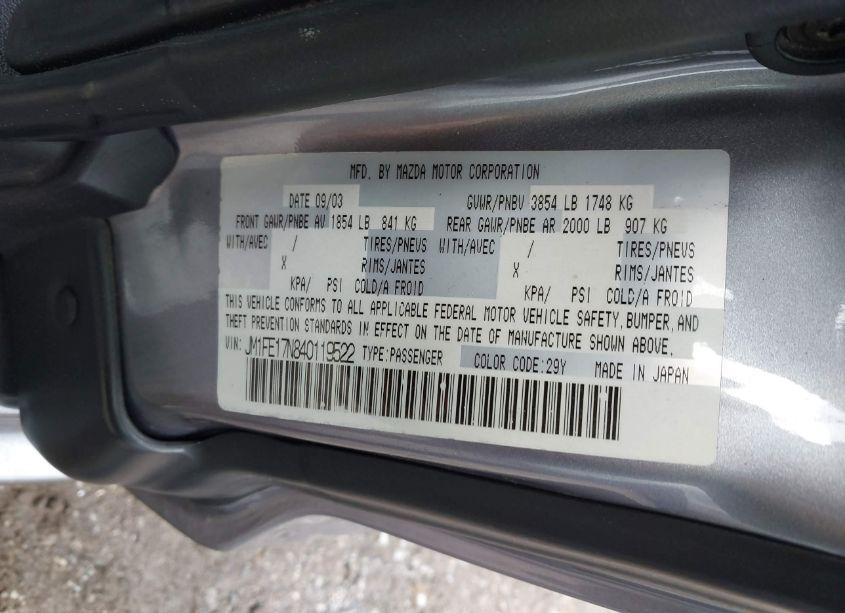 MFD. BY MAZDA MOTOR CORPORATION
DATE 09/03 GVWR/PNBV 3854 LB 1748 KG
FRONT GAWR/PNBE AV 1854 LB 841 KG REAR GAWR/PNBE AR 2000 LB 907 KG
WITH/AVEC / TIRES/PNEUS WITH/AVEC / TIRES/PNEUS
X RIMS/JANTES X RIMS/JANTES
KPA/ PSI COLD/A FROID KPA/ PSI COLD/A FROID
THIS VEHICLE CONFORMS TO ALL APPLICABLE FEDERAL MOTOR VEHICLE SAFETY, BUMPER, AND
THEFT PREVENTION STANDARDS IN EFFECT ON THE DATE OF MANUFACTURE SHOWN ABOVE.
VIN: JM1FE17N840119522 TYPE:PASSENGER COLOR CODE:29Y MADE IN JAPAN